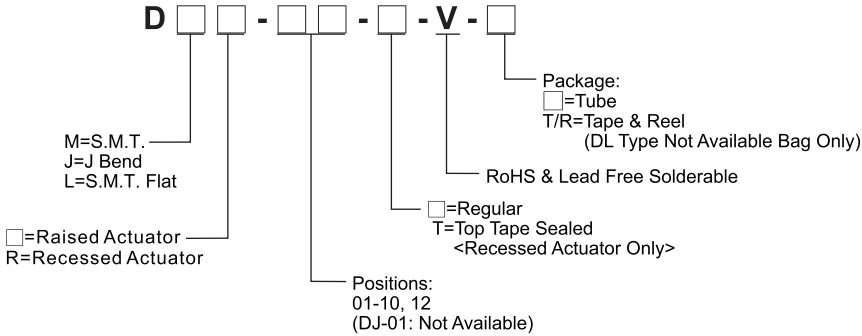 D□□-□□-□-V-□
Package:
□=Tube
T/R=Tape & Reel
(DL Type Not Available Bag Only)
M=S.M.T.
J=J Bend
L=S.M.T. Flat
RoHS & Lead Free Solderable
□=Regular
T=Top Tape Sealed
<Recessed Actuator Only>
□=Raised Actuator
R=Recessed Actuator
Positions:
01-10, 12
(DJ-01: Not Available)